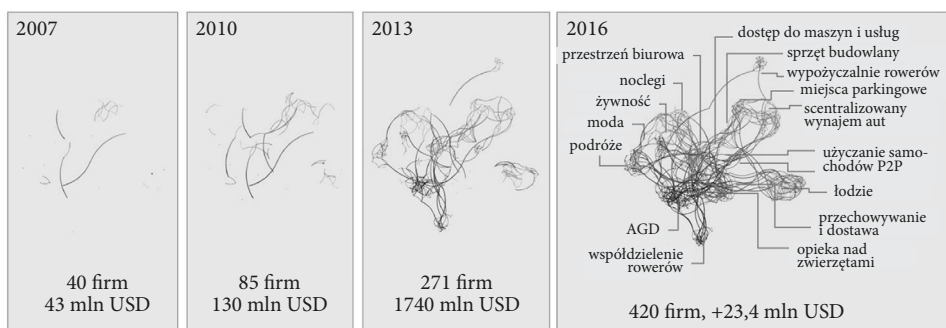 2007
40 firm
43 mln USD
2010
85 firm
130 mln USD
2013
271 firm
1740 mln USD
2016
dostęp do maszyn i usług
sprzęt budowlany
przestrzeń biurowa
wypożyczalnie rowerów
noclegi
miejsca parkingowe
żywność
scentralizowany
wynajem aut
moda
podróże
użyczanie samo-
chodów P2P
łodzie
przechowywanie
i dostawa
AGD
opieka nad
zwierzętami
współdzielenie
rowerów
420 firm, +23,4 mln USD